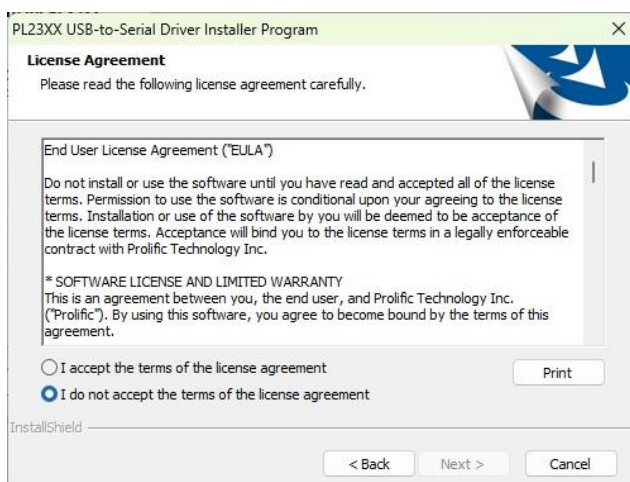 PL23XX USB-to-Serial Driver Installer Program
License Agreement
Please read the following license agreement carefully.
End User License Agreement ("EULA")
Do not install or use the software until you have read and accepted all of the license
terms. Permission to use the software is conditional upon your agreeing to the license
terms. Installation or use of the software by you will be deemed to be acceptance of
the license terms. Acceptance will bind you to the license terms in a legally enforceable
contract with Prolific Technology Inc.
* SOFTWARE LICENSE AND LIMITED WARRANTY
This is an agreement between you, the end user, and Prolific Technology Inc.
("Prolific"). By using this software, you agree to become bound by the terms of this
agreement.
I accept the terms of the license agreement
Print
I do not accept the terms of the license agreement
InstallShield
< Back
Next >
Cancel